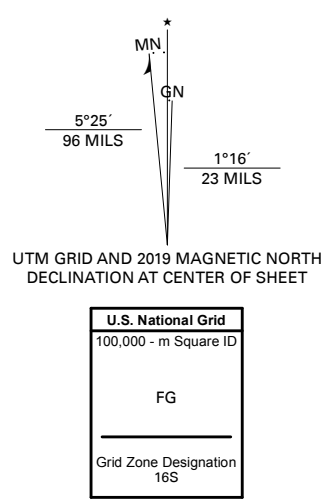 ★
MN
GN
5°25´
96 MILS
1°16´
23 MILS
UTM GRID AND 2019 MAGNETIC NORTH
DECLINATION AT CENTER OF SHEET
U.S. National Grid
100,000 - m Square ID
FG
Grid Zone Designation
16S